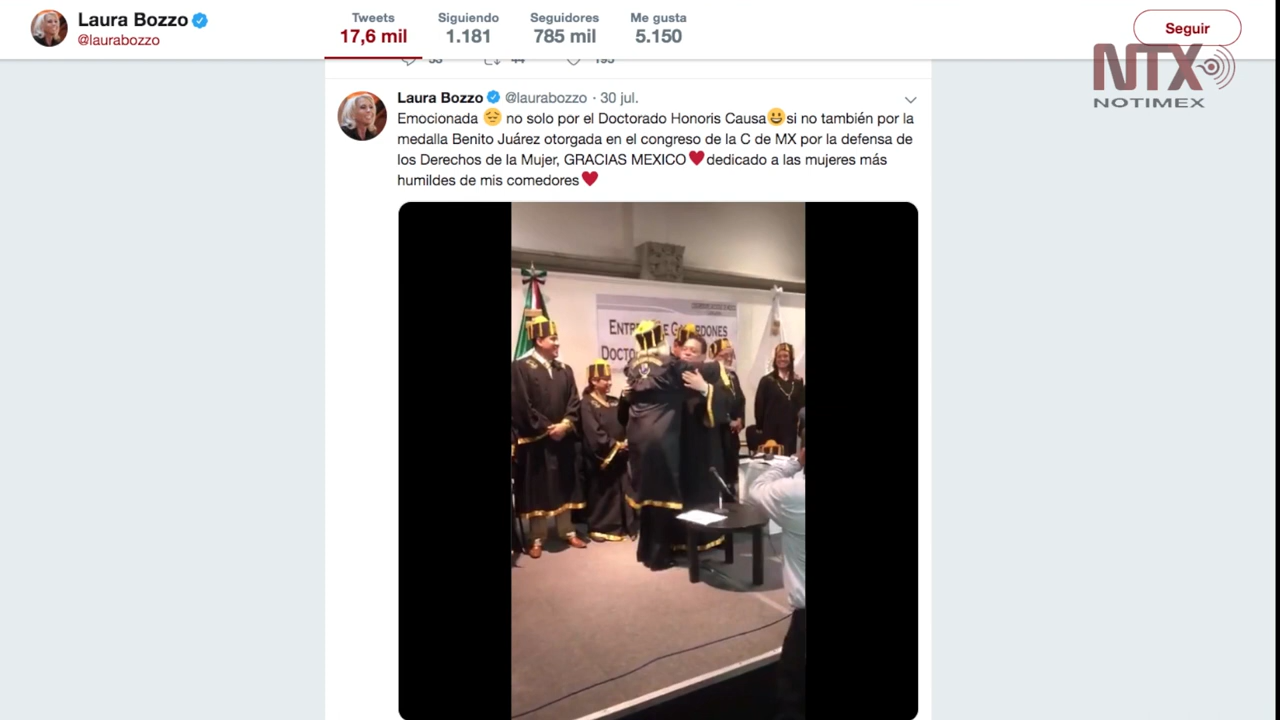 Laura Bozzo
@laurabozzo
Tweets
17,6 mil
Siguiendo
1.181
Seguidores
785 mil
Me gusta
5.150
Seguir
NTX
NOTIMEX
Laura Bozzo @laurabozzo · 30 jul.
Emocionada 😔 no solo por el Doctorado Honoris Causa😀si no también por la
medalla Benito Juárez otorgada en el congreso de la C de MX por la defensa de
los Derechos de la Mujer, GRACIAS MEXICO❤️dedicado a las mujeres más
humildes de mis comedores❤️